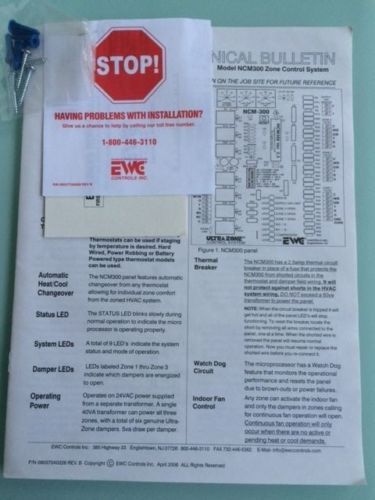 STOP!
HAVING PROBLEMS WITH INSTALLATION?
Give us a chance to help by calling our toll free number.
1-800-446-3110
EWC
CONTROLS INC.
NICAL BULLETIN
Model NCM300 Zone Control System
ON THE JOB SITE FOR FUTURE REFERENCE
NCM-300
ULTRA-ZONE
EWC
Figure 1. NCM300 panel
Thermostats can be used if staging
by temperature is desired. Hard
Wired, Power Robbing or Battery
Powered type thermostat models
can be used.
Automatic
Heat/Cool
Changeover
The NCM300 panel features automatic
changeover from any thermostat
allowing for individual zone comfort
from the zoned HVAC system.
Status LED
The STATUS LED blinks slowly during
normal operation to indicate the micro
processor is operating properly.
System LEDs
A total of 9 LED's indicate the system
status and mode of operation.
Damper LEDs
LEDs labeled Zone 1 thru Zone 3
indicate which dampers are energized
to open.
Operating
Power
Operates on 24VAC power supplied
from a separate transformer. A single
40VA transformer can power all three
zones, with a total of six genuine Ultra-
Zone dampers. 5va draw per damper.
Thermal
Breaker
The NCM300 has a 2 Amp thermal circuit
breaker in place of a fuse that protects the
NCM300 from shorted circuits in the
thermostat and damper field wiring. It will
not protect against shorts in the HVAC
system wiring. DO NOT exceed a 50va
transformer to power the panel.
NOTE: When the circuit breaker is tripped it will
get hot and all of the panel LED's will stop
functioning. To reset the breaker, locate the
short by removing all wires connected to the
panel, one at a time. When the shorted wire is
removed the panel will resume normal
operation. Now you must repair or replace the
shorted wire before you re-connect it.
Watch Dog
Circuit
The microprocessor has a Watch Dog
feature that monitors the operational
performance and resets the panel
due to brown-outs or power failures.
Indoor Fan
Control
Any zone can activate the indoor fan
and only the dampers in zones calling
for continuous fan operation will open.
Continuous fan operation will only
occur when there are no active or
pending heat or cool demands.
EWC Controls Inc. 385 Highway 33 Englishtown, NJ 07726 800-446-3110 FAX 732-446-5362 E-Mail- info@ewccontrols.com
P/N 090375A0026 REV. B Copyright © EWC Controls Inc. April 2006 ALL Rights Reserved